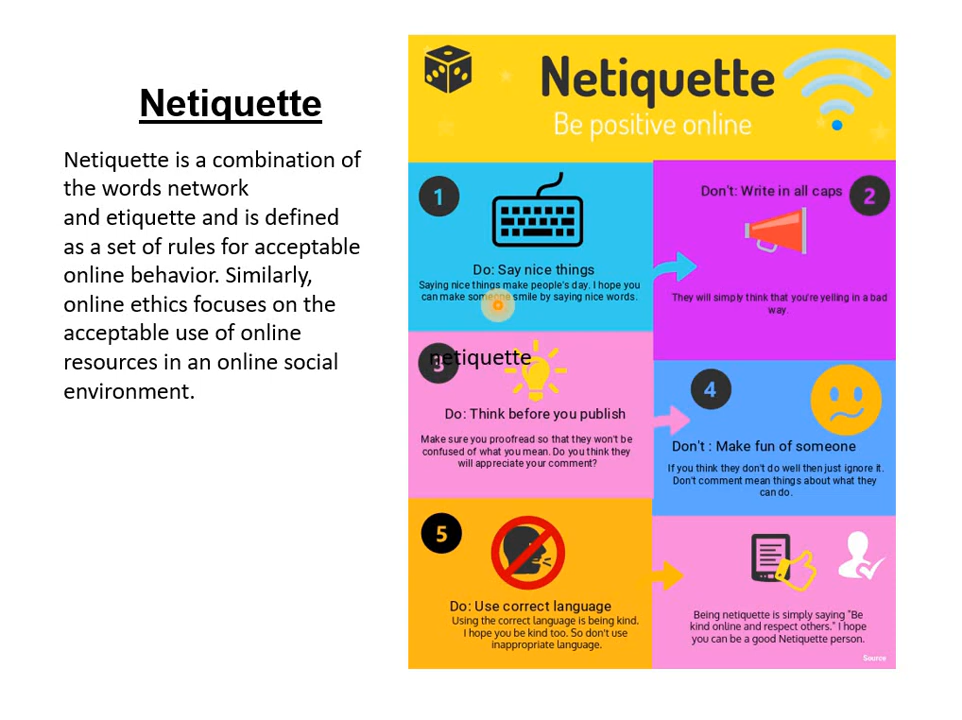 Netiquette
Netiquette is a combination of
the words network
and etiquette and is defined
as a set of rules for acceptable
online behavior. Similarly,
online ethics focuses on the
acceptable use of online
resources in an online social
environment.
Netiquette
Be positive online
1
Do: Say nice things
Saying nice things make people's day. I hope you
can make someone smile by saying nice words.
2
Don't: Write in all caps
They will simply think that you're yelling in a bad
way.
3
netiquette
Do: Think before you publish
Make sure you proofread so that they won't be
confused of what you mean. Do you think they
will appreciate your comment?
4
Don't : Make fun of someone
If you think they don't do well then just ignore it.
Don't comment mean things about what they
can do.
5
Do: Use correct language
Using the correct language is being kind.
I hope you be kind too. So don't use
inappropriate language.
Being netiquette is simply saying "Be
kind online and respect others." I hope
you can be a good Netiquette person.
Source